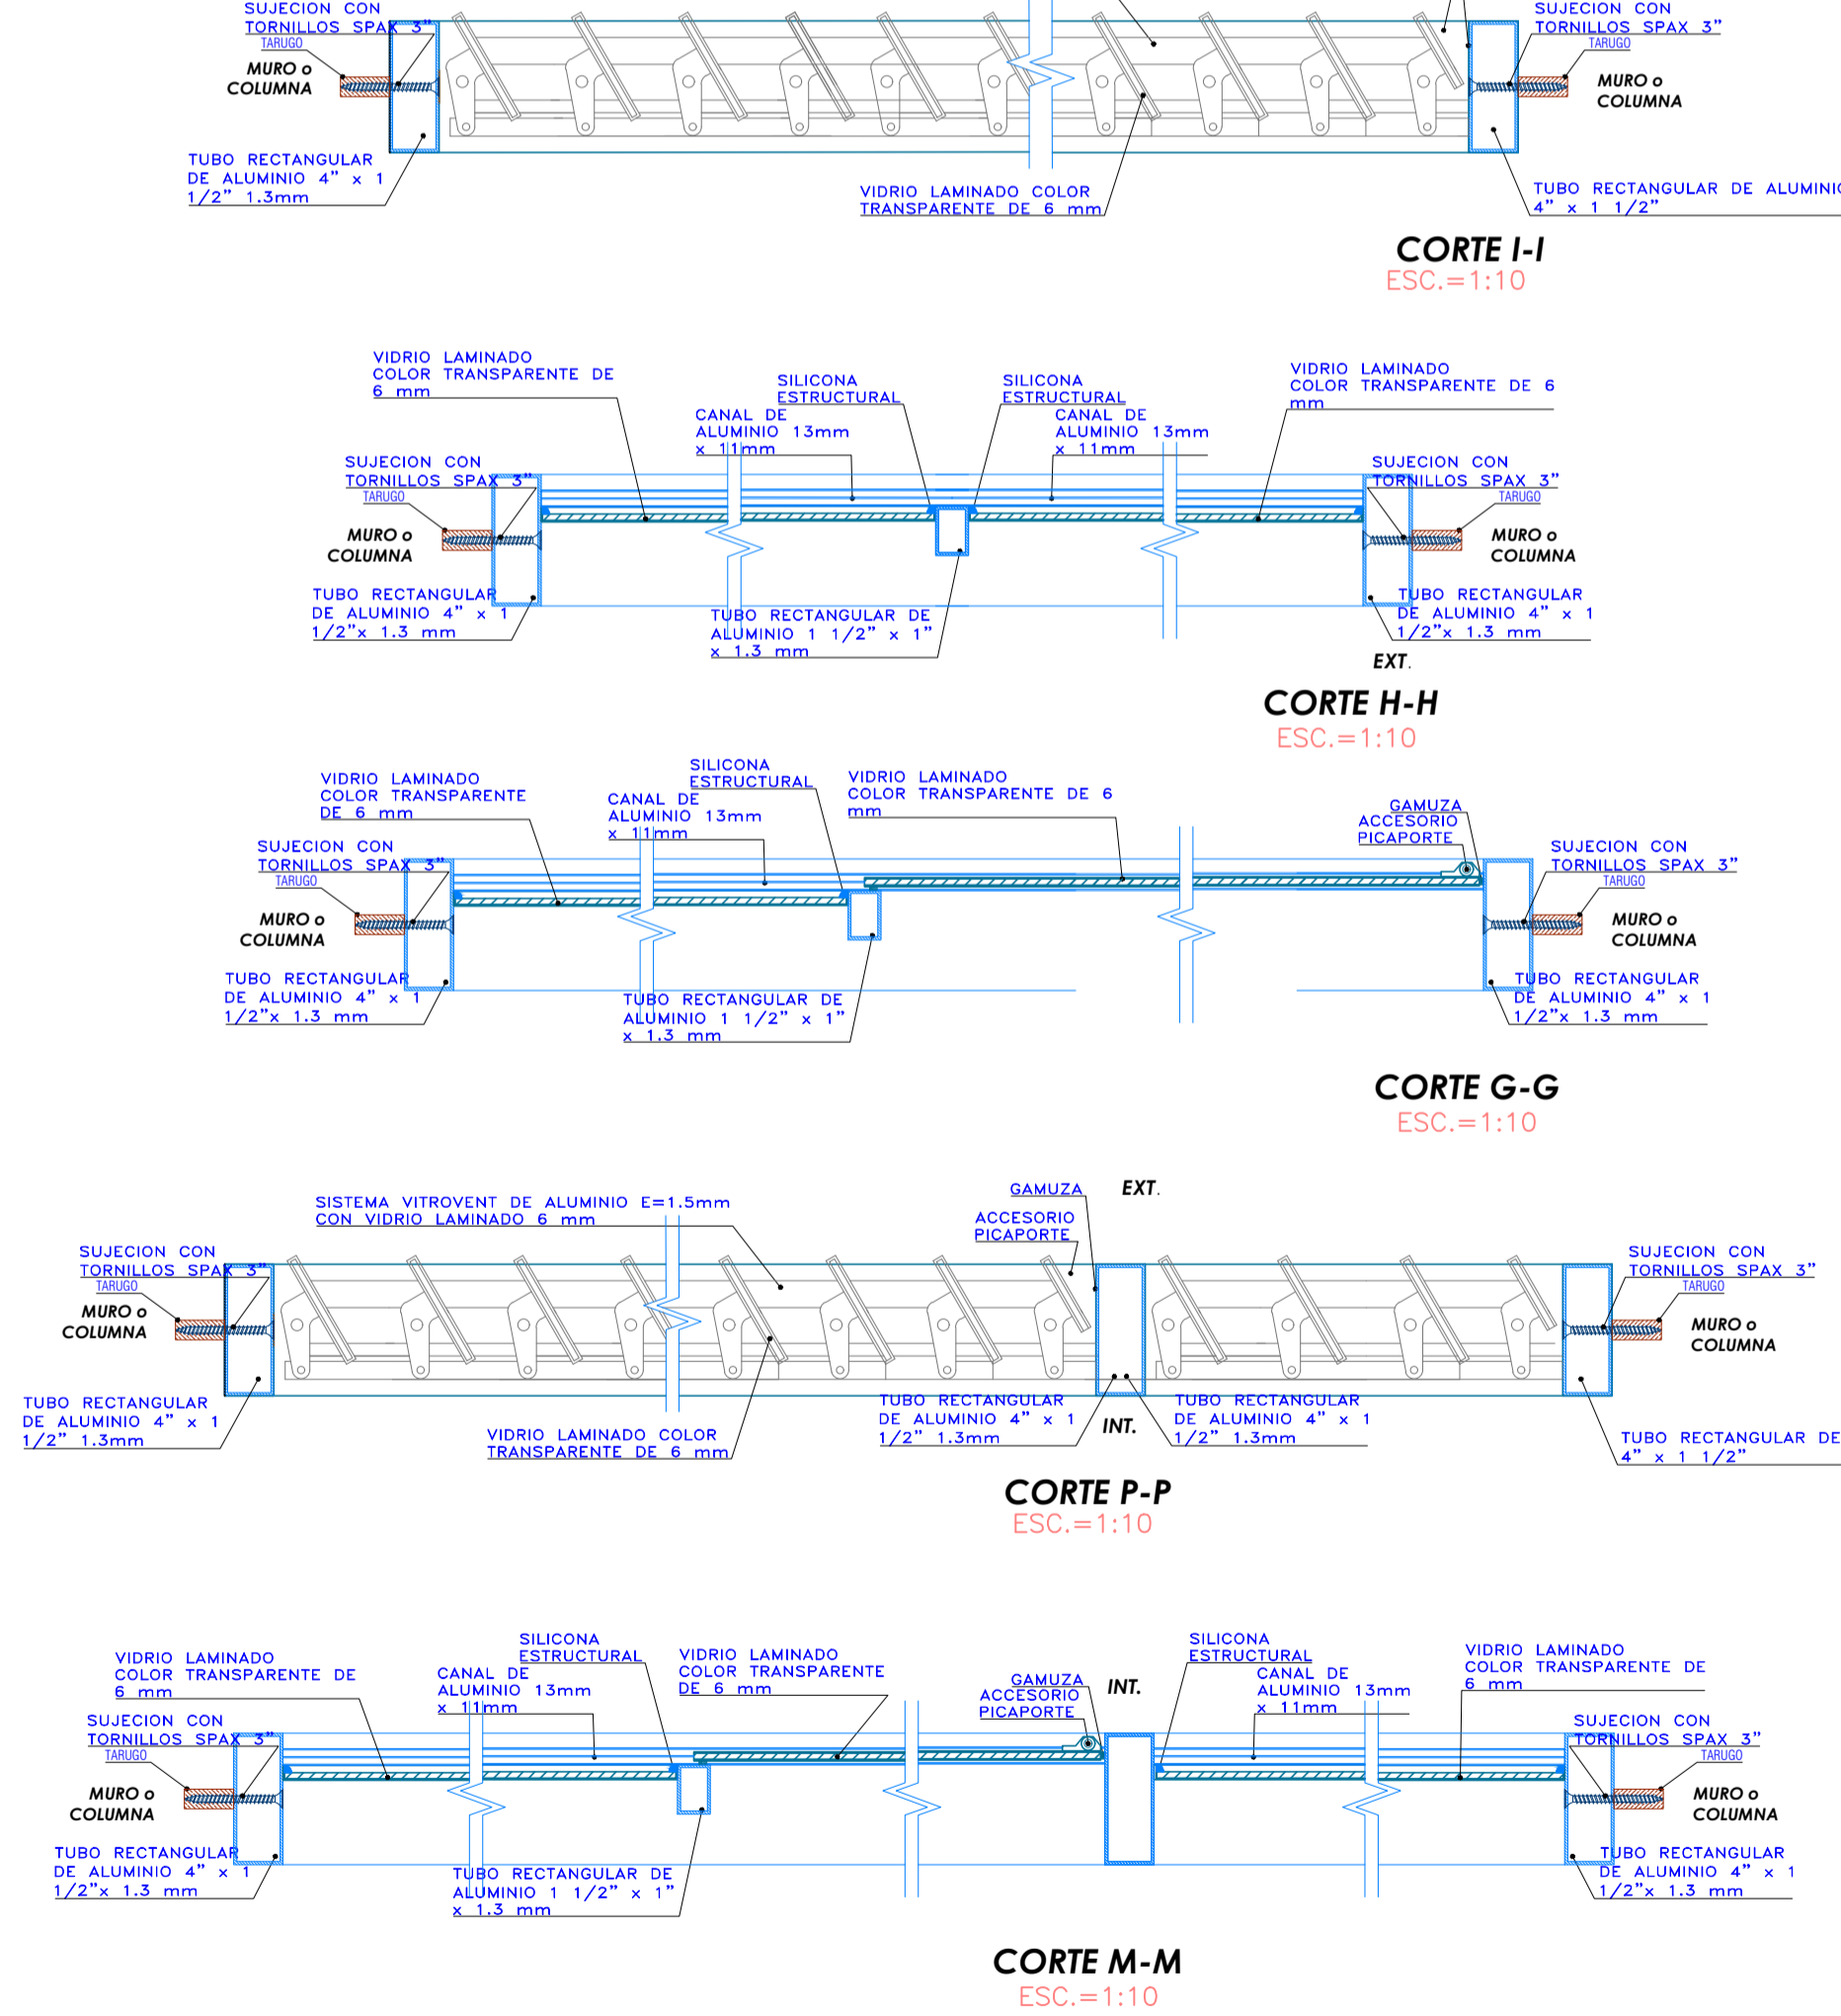 SUJECION CON
TORNILLOS SPAX 3"
TARUGO
MURO o
COLUMNA
TUBO RECTANGULAR
DE ALUMINIO 4" x 1
1/2" 1.3mm
VIDRIO LAMINADO COLOR
TRANSPARENTE DE 6 mm
SUJECION CON
TORNILLOS SPAX 3"
TARUGO
MURO o
COLUMNA
TUBO RECTANGULAR DE ALUMINIO
4" x 1 1/2"
CORTE I-I
ESC.=1:10
VIDRIO LAMINADO
COLOR TRANSPARENTE DE
6 mm
SILICONA
ESTRUCTURAL
CANAL DE
ALUMINIO 13mm
x 11mm
SILICONA
ESTRUCTURAL
CANAL DE
ALUMINIO 13mm
x 11mm
VIDRIO LAMINADO
COLOR TRANSPARENTE DE 6
mm
SUJECION CON
TORNILLOS SPAX 3"
TARUGO
MURO o
COLUMNA
SUJECION CON
TORNILLOS SPAX 3"
TARUGO
MURO o
COLUMNA
TUBO RECTANGULAR
DE ALUMINIO 4" x 1
1/2"x 1.3 mm
TUBO RECTANGULAR DE
ALUMINIO 1 1/2" x 1"
x 1.3 mm
TUBO RECTANGULAR
DE ALUMINIO 4" x 1
1/2"x 1.3 mm
EXT.
CORTE H-H
ESC.=1:10
VIDRIO LAMINADO
COLOR TRANSPARENTE
DE 6 mm
SILICONA
ESTRUCTURAL
CANAL DE
ALUMINIO 13mm
x 11mm
VIDRIO LAMINADO
COLOR TRANSPARENTE DE 6
mm
GAMUZA
ACCESORIO
PICAPORTE
SUJECION CON
TORNILLOS SPAX 3"
TARUGO
MURO o
COLUMNA
SUJECION CON
TORNILLOS SPAX 3"
TARUGO
MURO o
COLUMNA
TUBO RECTANGULAR
DE ALUMINIO 4" x 1
1/2"x 1.3 mm
TUBO RECTANGULAR DE
ALUMINIO 1 1/2" x 1"
x 1.3 mm
TUBO RECTANGULAR
DE ALUMINIO 4" x 1
1/2"x 1.3 mm
CORTE G-G
ESC.=1:10
SISTEMA VITROVENT DE ALUMINIO E=1.5mm
CON VIDRIO LAMINADO 6 mm
GAMUZA
EXT.
ACCESORIO
PICAPORTE
SUJECION CON
TORNILLOS SPAX 3"
TARUGO
MURO o
COLUMNA
SUJECION CON
TORNILLOS SPAX 3"
TARUGO
MURO o
COLUMNA
TUBO RECTANGULAR
DE ALUMINIO 4" x 1
1/2" 1.3mm
VIDRIO LAMINADO COLOR
TRANSPARENTE DE 6 mm
TUBO RECTANGULAR
DE ALUMINIO 4" x 1
1/2" 1.3mm
INT.
TUBO RECTANGULAR
DE ALUMINIO 4" x 1
1/2" 1.3mm
TUBO RECTANGULAR DE
4" x 1 1/2"
CORTE P-P
ESC.=1:10
VIDRIO LAMINADO
COLOR TRANSPARENTE DE
6 mm
SILICONA
ESTRUCTURAL
CANAL DE
ALUMINIO 13mm
x 11mm
VIDRIO LAMINADO
COLOR TRANSPARENTE
DE 6 mm
GAMUZA
ACCESORIO
PICAPORTE
INT.
SILICONA
ESTRUCTURAL
CANAL DE
ALUMINIO 13mm
x 11mm
VIDRIO LAMINADO
COLOR TRANSPARENTE DE
6 mm
SUJECION CON
TORNILLOS SPAX 3"
TARUGO
MURO o
COLUMNA
SUJECION CON
TORNILLOS SPAX 3"
TARUGO
MURO o
COLUMNA
TUBO RECTANGULAR
DE ALUMINIO 4" x 1
1/2"x 1.3 mm
TUBO RECTANGULAR DE
ALUMINIO 1 1/2" x 1"
x 1.3 mm
TUBO RECTANGULAR
DE ALUMINIO 4" x 1
1/2"x 1.3 mm
CORTE M-M
ESC.=1:10